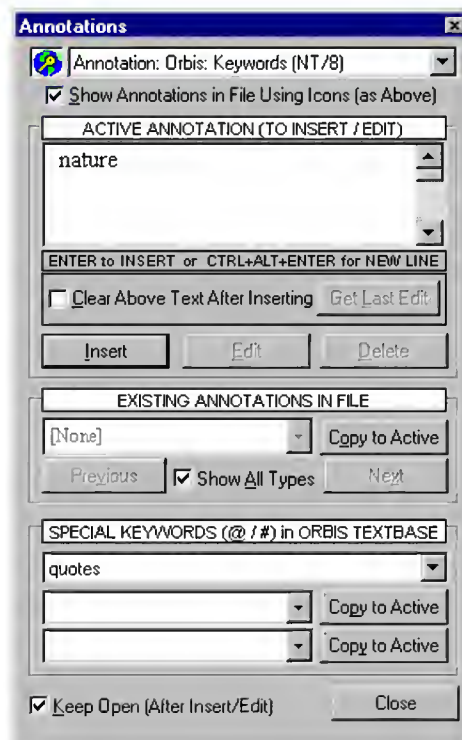 Annotations
Annotation: Orbis: Keywords (NT/8)
Show Annotations in File Using Icons (as Above)
ACTIVE ANNOTATION (TO INSERT / EDIT)
nature
ENTER to INSERT or CTRL+ALT+ENTER for NEW LINE
Clear Above Text After Inserting Get Last Edit
Insert Edit Delete
EXISTING ANNOTATIONS IN FILE
[None] Copy to Active
Previous Show All Types Next
SPECIAL KEYWORDS (@ / #) in ORBIS TEXTBASE
quotes
Copy to Active
Copy to Active
Keep Open (After Insert/Edit) Close